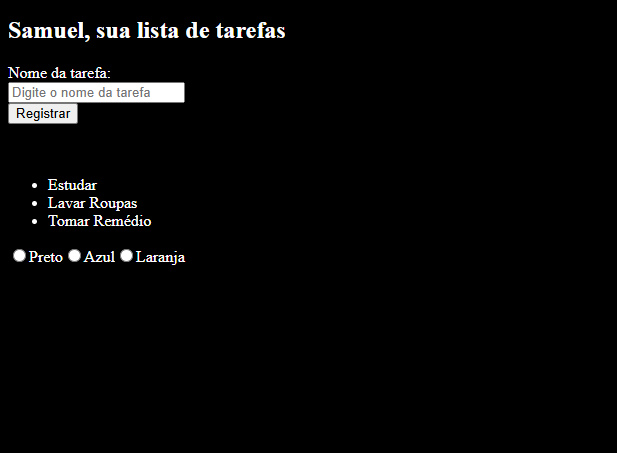 Samuel, sua lista de tarefas
Nome da tarefa:
Digite o nome da tarefa
Registrar
Estudar
Lavar Roupas
Tomar Remédio
Preto Azul Laranja